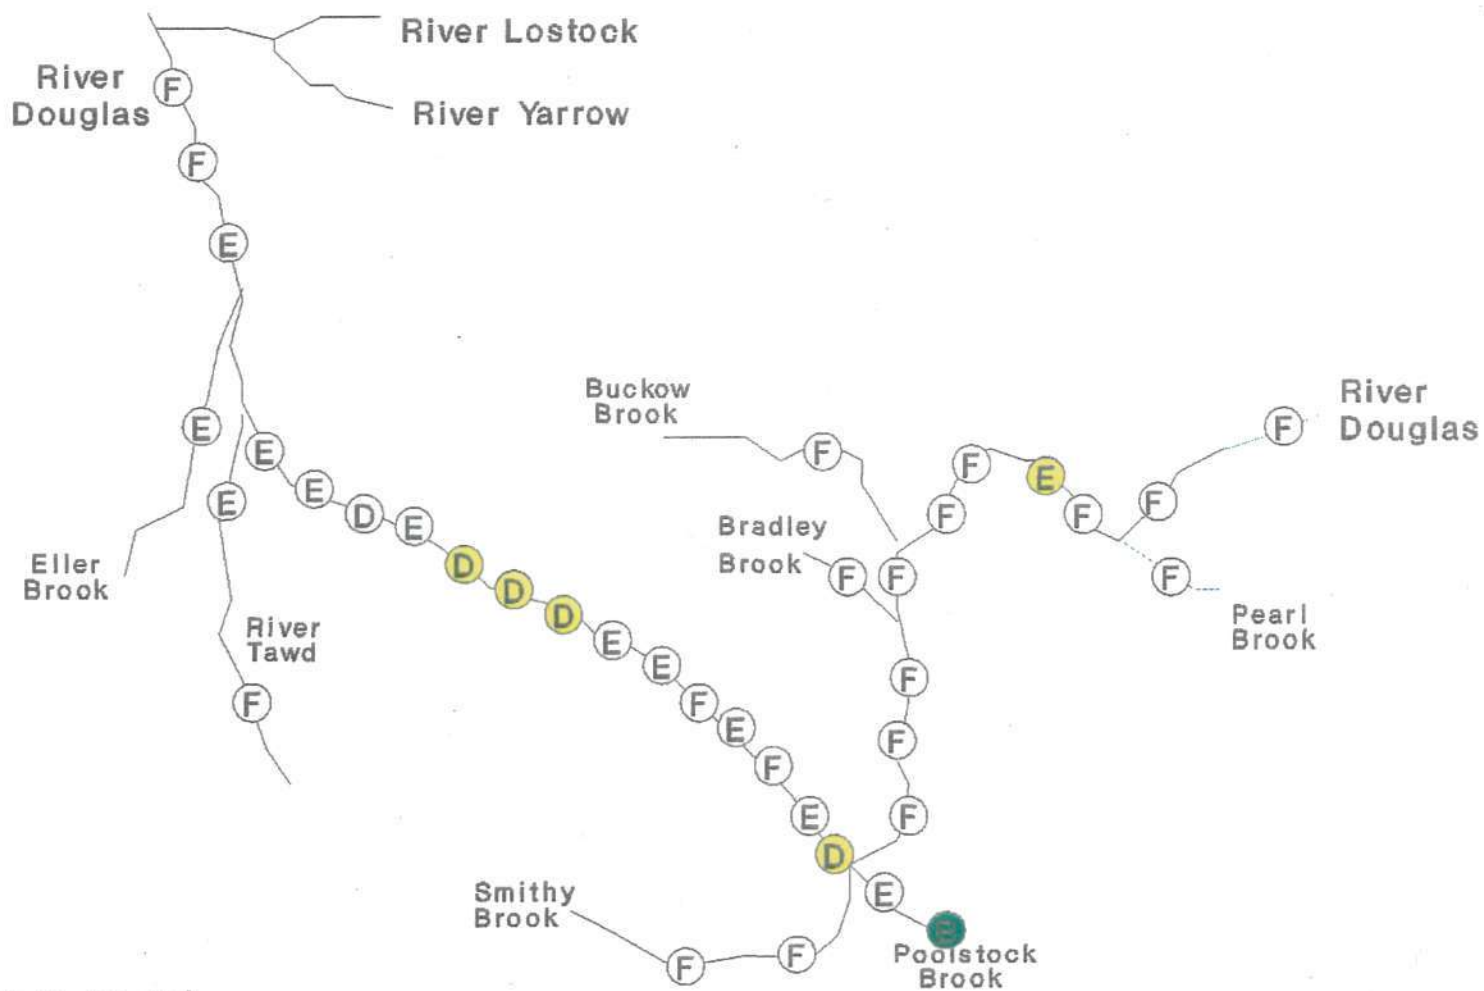 River Lostock
River
Douglas
F
River Yarrow
F
E
Buckow
Brook
River
Douglas
E
E
F
F
E
F
E
E
D
E
F
F
F
Bradley
Brook
F
F
F
Eller
Brook
D
D
D
Pearl
Brook
River
Tawd
E
E
F
F
F
E
F
F
E
F
D
Smithy
Brook
E
F
F
Poolstock
Brook